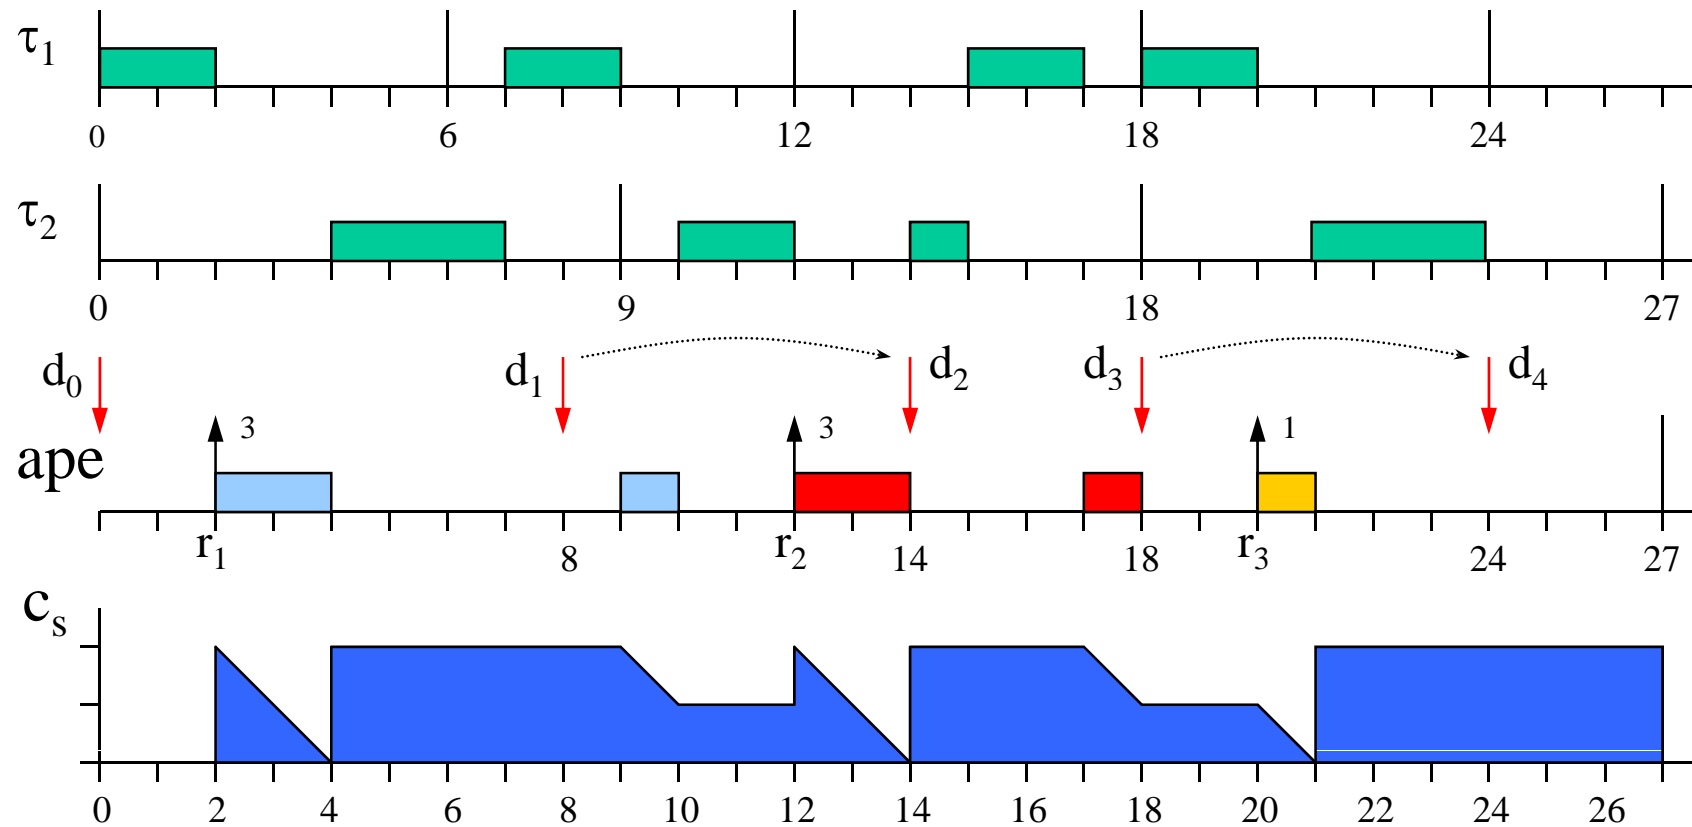 τ1
0 6 12 18 24
τ2
0 9 18 27
d0 d1 d2 d3 d4
3 3 1
ape
r1 8 r2 14 18 r3 24 27
cs
0 2 4 6 8 10 12 14 16 18 20 22 24 26